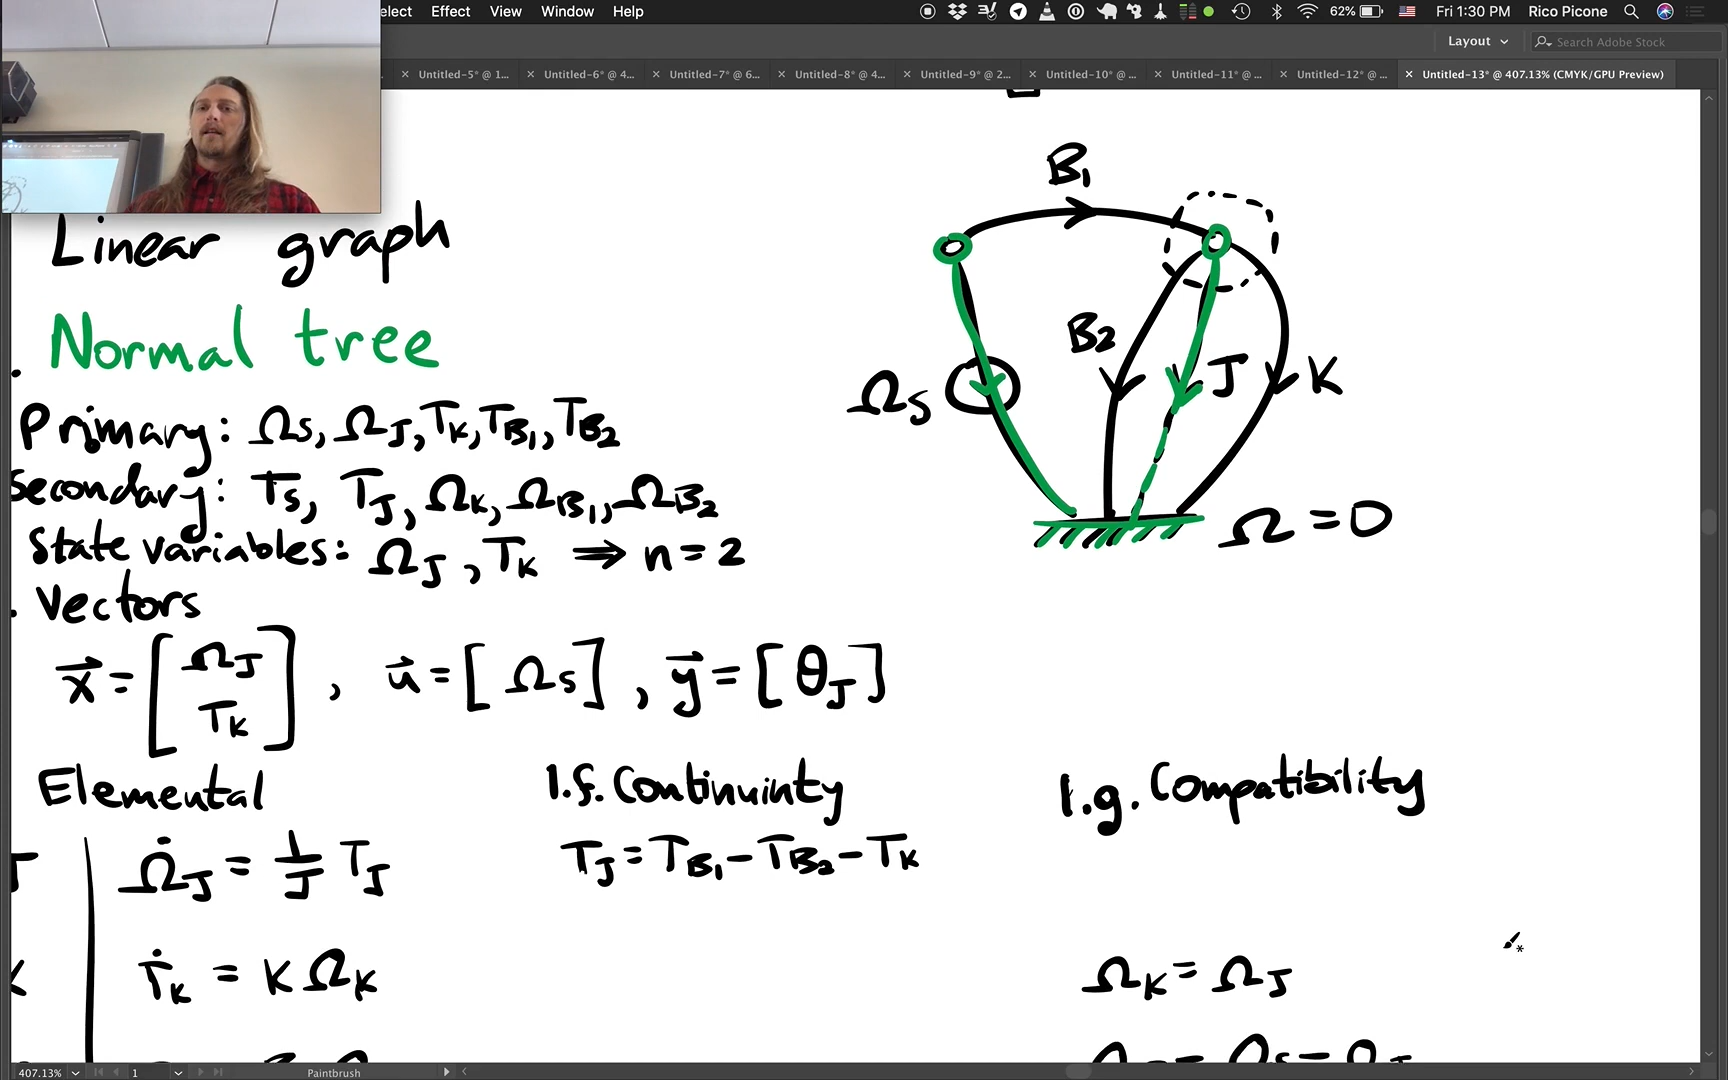 elect Effect View Window Help 62% Fri 1:30 PM Rico Picone
Layout Search Adobe Stock
Untitled-5* @ 1... Untitled-6* @ 4... Untitled-7* @ 6... Untitled-8* @ 4... Untitled-9* @ 2... Untitled-10* @ ... Untitled-11* @ ... Untitled-12* @ ... Untitled-13* @ 407.13% (CMYK/GPU Preview)
Linear graph
Normal tree
Primary: Ωs, ΩJ, TK, TB1, TB2
Secondary: Ts, TJ, ΩK, ΩB1, ΩB2
State variables: ΩJ, TK ⇒ n = 2
. Vectors
x⃗ = [ΩJ TK], u⃗ = [Ωs], y⃗ = [θJ]
B1
B2
J
K
Ωs
Ω = 0
Elemental 1.f. Continuinty 1.g. Compatibility
Ω̇J = 1/J TJ TJ = TB1 - TB2 - TK
ṪK = K ΩK ΩK = ΩJ
407.13% 1 Paintbrush